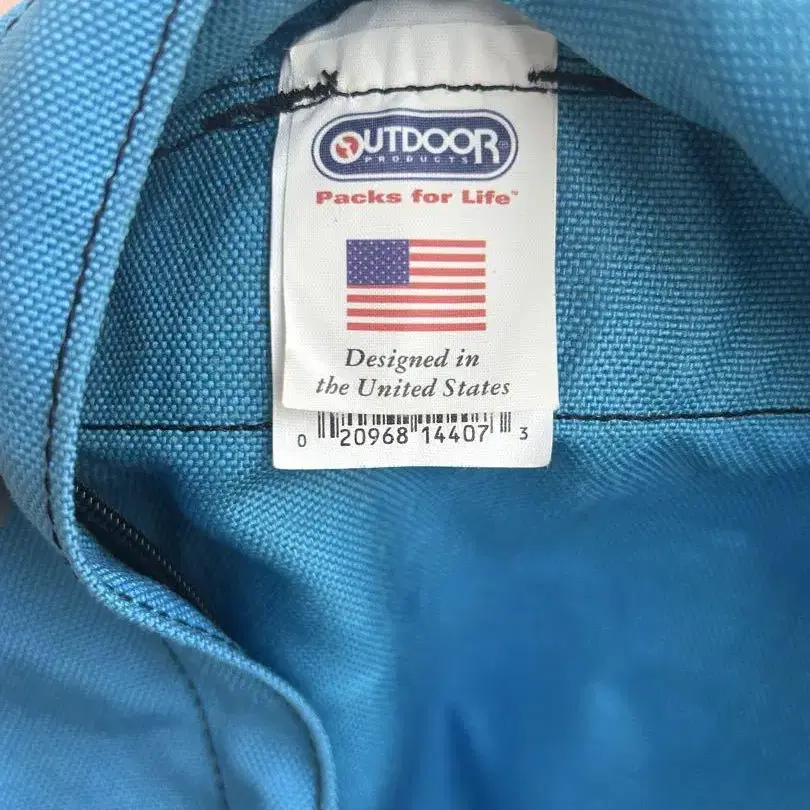 OUTDOOR®
PRODUCTS
Packs for Life™
Designed in
the United States
0 20968 14407 3